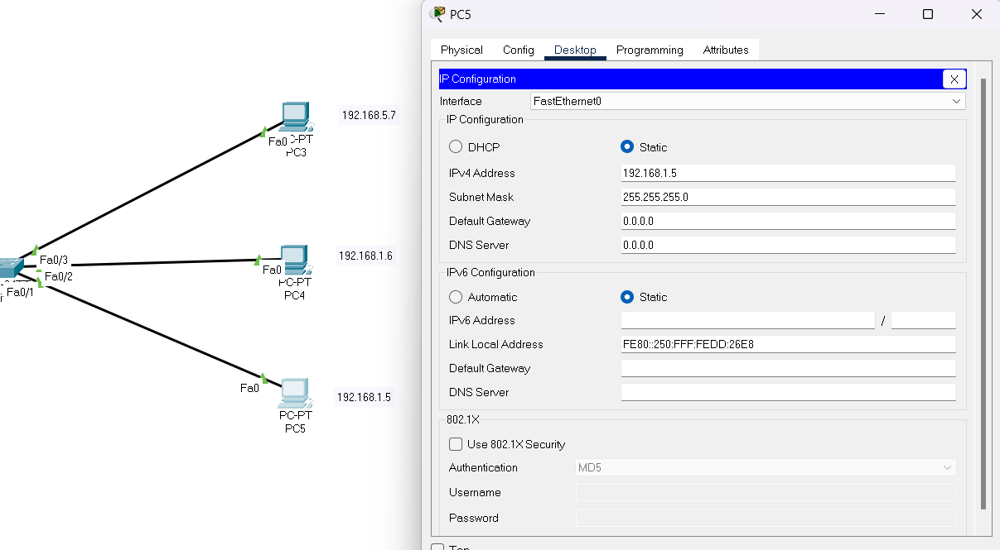 PC5
Physical Config Desktop Programming Attributes
IP Configuration X
Interface FastEthernet0
IP Configuration
DHCP Static
IPv4 Address 192.168.1.5
Subnet Mask 255.255.255.0
Default Gateway 0.0.0.0
DNS Server 0.0.0.0
IPv6 Configuration
Automatic Static
IPv6 Address /
Link Local Address FE80::250:FFF:FEDD:26E8
Default Gateway
DNS Server
802.1X
Use 802.1X Security
Authentication MD5
Username
Password
Top
192.168.5.7
Fa0 C-PT
PC3
192.168.1.6
Fa0
PC-PT
PC4
Fa0/3
Fa0/2
Fa0/1
Fa0
192.168.1.5
PC-PT
PC5